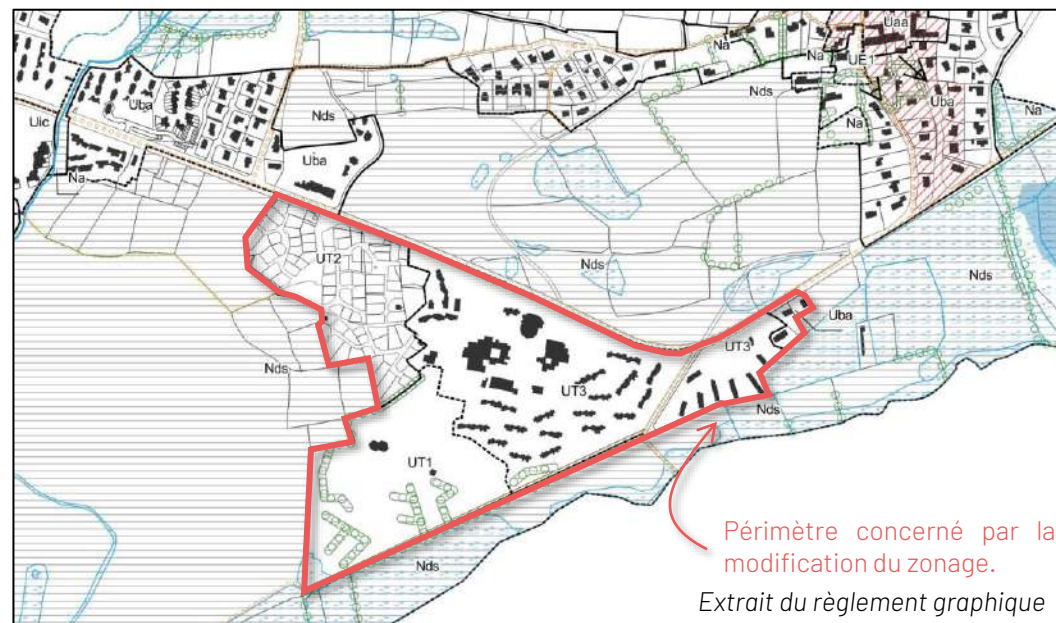 Uaa
Na
Na
UE1
Nds
Uba
Uba
Nds
Na
Na
Uic
Uba
Na
UT2
Nds
Nds
Uba
UT3
Nds
UT3
Nds
UT1
Nds
Périmètre concerné par la
modification du zonage.
Extrait du règlement graphique